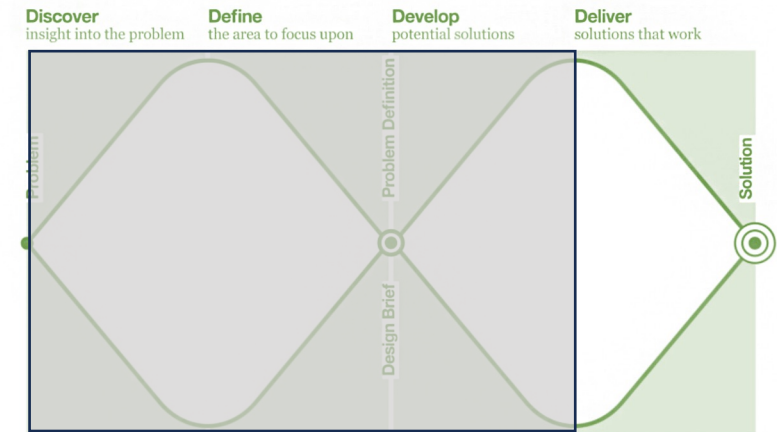 Discover
insight into the problem
Define
the area to focus upon
Develop
potential solutions
Deliver
solutions that work
Problem
Problem Definition
Design Brief
Solution